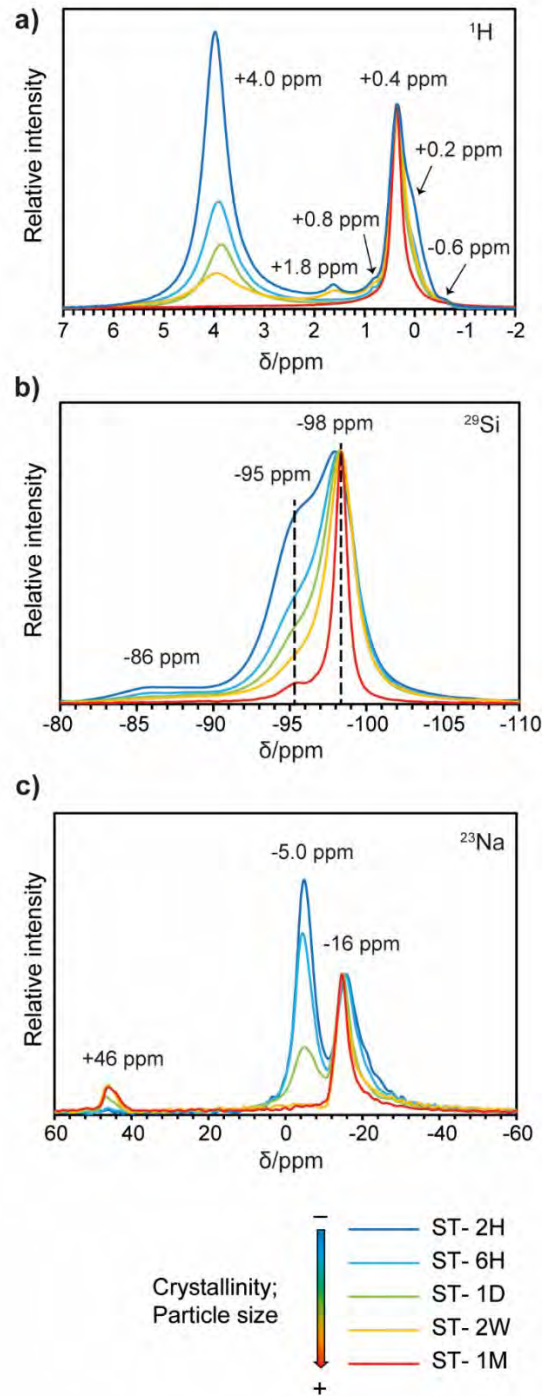 a)
¹H
+4.0 ppm
+0.4 ppm
+0.2 ppm
+0.8 ppm
-0.6 ppm
+1.8 ppm
Relative intensity
7 6 5 4 3 2 1 0 -1 -2
δ/ppm
b)
-98 ppm
²⁹Si
-95 ppm
-86 ppm
Relative intensity
-80 -85 -90 -95 -100 -105 -110
δ/ppm
c)
²³Na
-5.0 ppm
-16 ppm
+46 ppm
Relative intensity
60 40 20 0 -20 -40 -60
δ/ppm
−
ST- 2H
ST- 6H
Crystallinity;
Particle size
ST- 1D
ST- 2W
ST- 1M
+